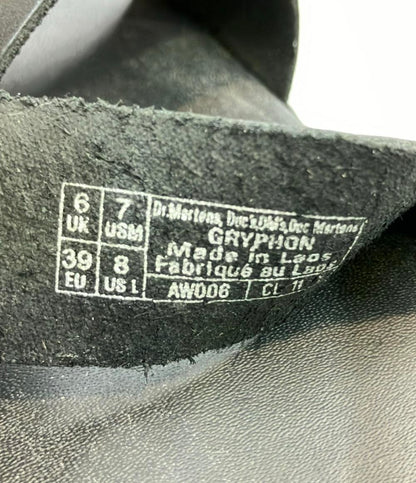 6 UK
7 USM
39 EU
8 US L
Dr.Martens, Doc's,DM's,Doc Martens
GRYPHON
Made in Laos
Fabriqué au Laos
AW006
CL 11